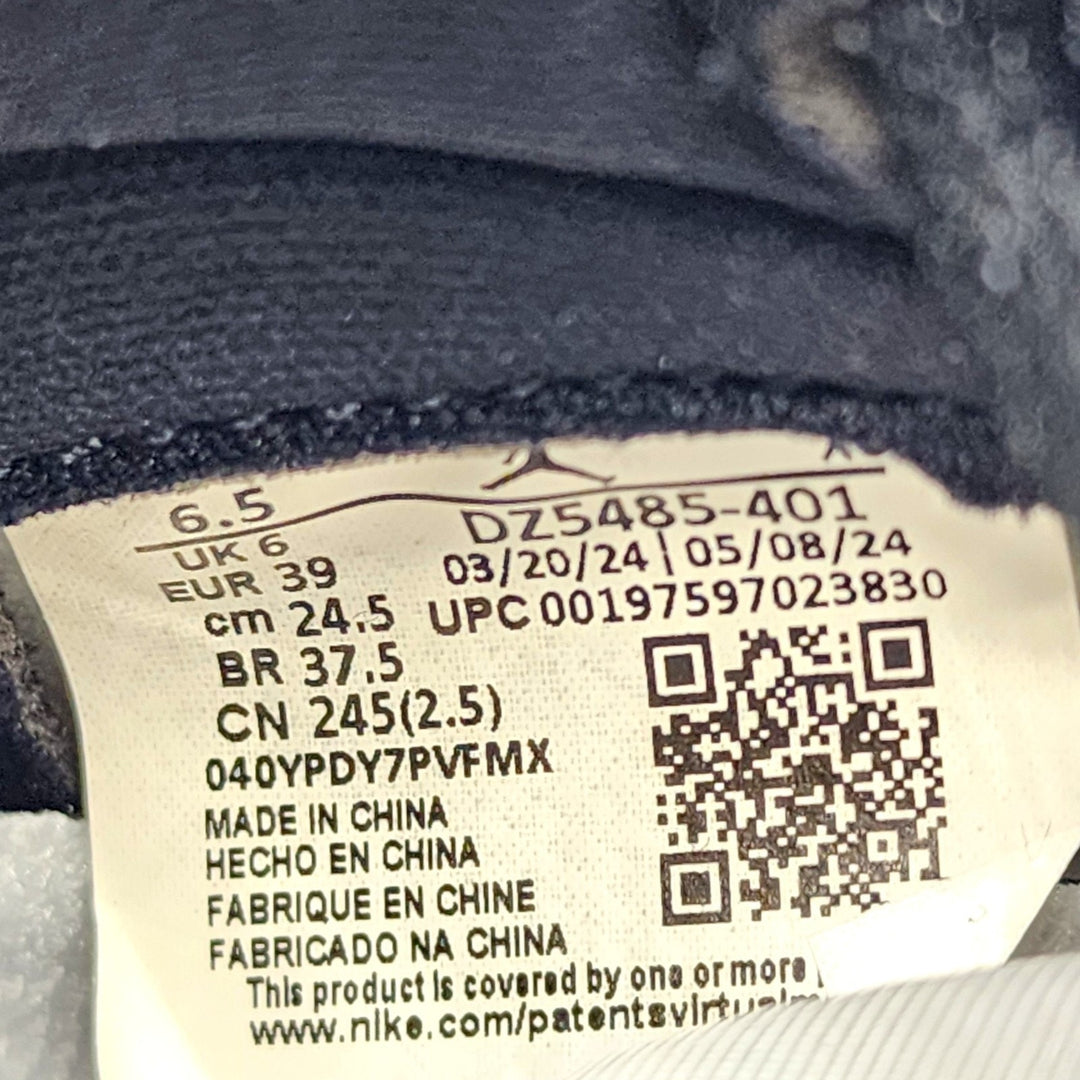 6.5
UK 6
EUR 39
cm 24.5
BR 37.5
CN 245(2.5)
DZ5485-401
03/20/24 | 05/08/24
UPC 00197597023830
040YPDY7PVFMX
MADE IN CHINA
HECHO EN CHINA
FABRIQUE EN CHINE
FABRICADO NA CHINA
This product is covered by one or more
www.nike.com/patents